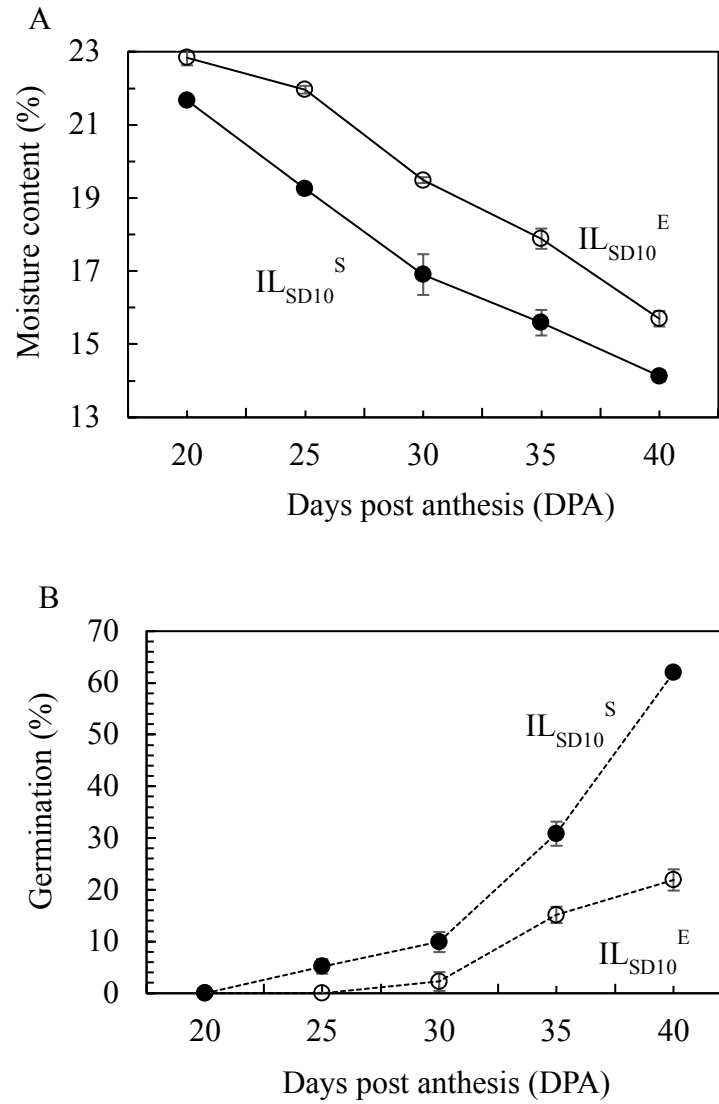 A
23
21
19
17
15
13
Moisture content (%)
IL_SD10^E
IL_SD10^S
20 25 30 35 40
Days post anthesis (DPA)
B
70
60
50
40
30
20
10
0
Germination (%)
IL_SD10^S
IL_SD10^E
20 25 30 35 40
Days post anthesis (DPA)